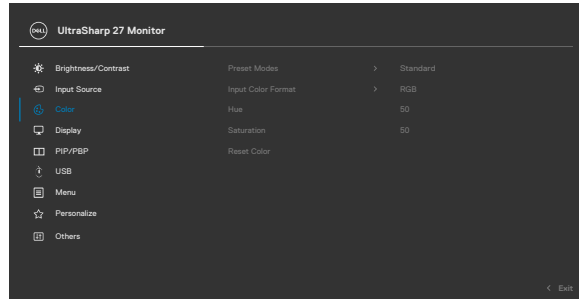 DELL UltraSharp 27 Monitor
Brightness/Contrast Preset Modes > Standard
Input Source Input Color Format > RGB
Color Hue 50
Display Saturation 50
PIP/PBP Reset Color
USB
Menu
Personalize
Others
< Exit